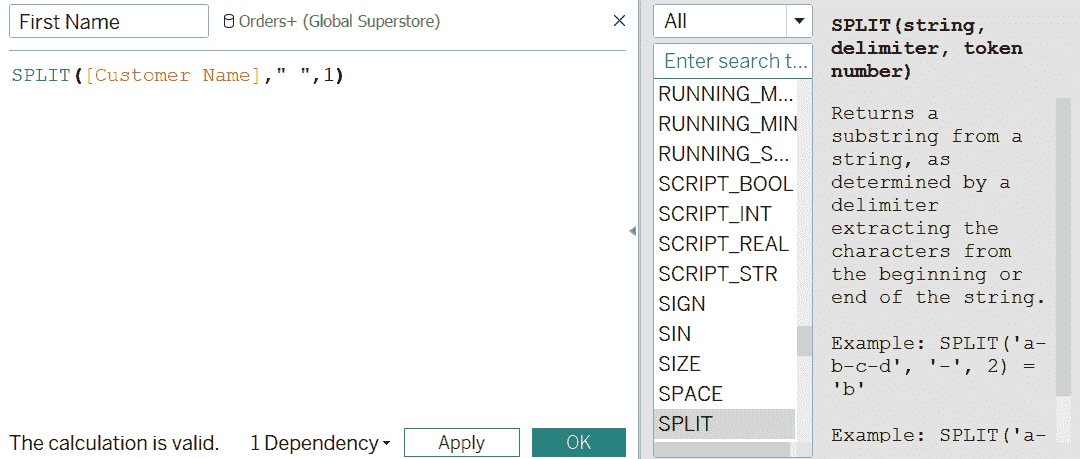 First Name
Orders+ (Global Superstore)
SPLIT([Customer Name]," ",1)
The calculation is valid.
1 Dependency
Apply
OK
All
Enter search t...
RUNNING_M...
RUNNING_MIN
RUNNING_S...
SCRIPT_BOOL
SCRIPT_INT
SCRIPT_REAL
SCRIPT_STR
SIGN
SIN
SIZE
SPACE
SPLIT
SPLIT(string,
delimiter, token
number)
Returns a
substring from a
string, as
determined by a
delimiter
extracting the
characters from
the beginning or
end of the string.
Example: SPLIT('a-
b-c-d', '-', 2) =
'b'
Example: SPLIT('a-